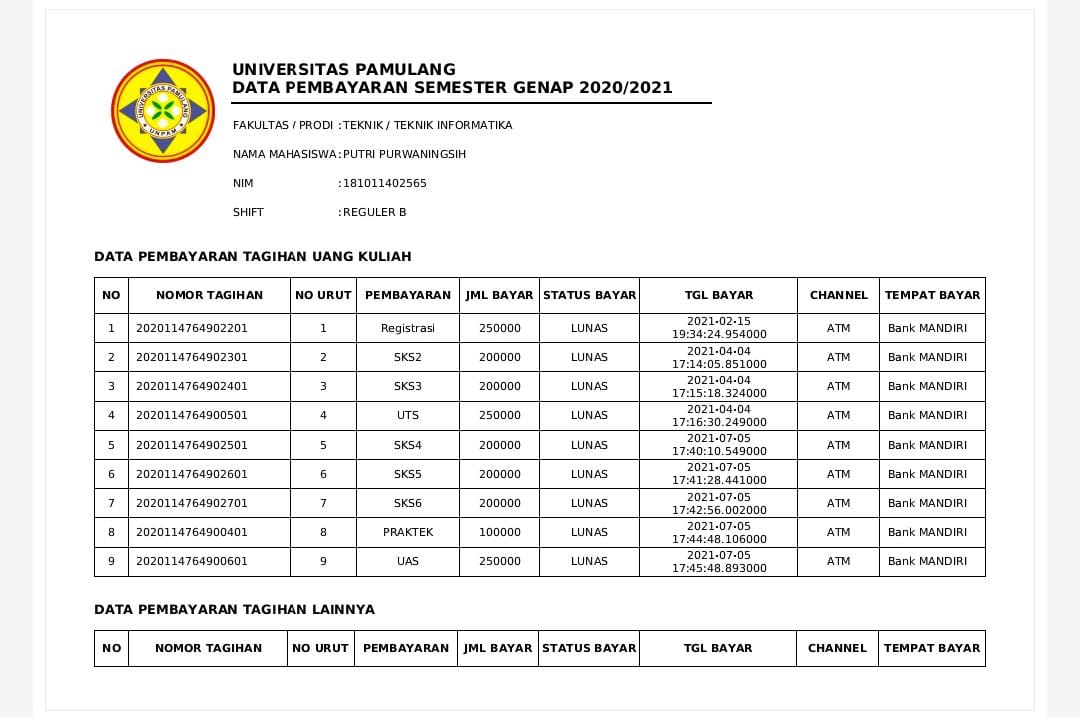 UNIVERSITAS PAMULANG
UNPAM
UNIVERSITAS PAMULANG
DATA PEMBAYARAN SEMESTER GENAP 2020/2021
FAKULTAS / PRODI : TEKNIK / TEKNIK INFORMATIKA
NAMA MAHASISWA : PUTRI PURWANINGSIH
NIM : 181011402565
SHIFT : REGULER B
DATA PEMBAYARAN TAGIHAN UANG KULIAH
NO NOMOR TAGIHAN NO URUT PEMBAYARAN JML BAYAR STATUS BAYAR TGL BAYAR CHANNEL TEMPAT BAYAR
1 2020114764902201 1 Registrasi 250000 LUNAS 2021-02-15 19:34:24.954000 ATM Bank MANDIRI
2 2020114764902301 2 SKS2 200000 LUNAS 2021-04-04 17:14:05.851000 ATM Bank MANDIRI
3 2020114764902401 3 SKS3 200000 LUNAS 2021-04-04 17:15:18.324000 ATM Bank MANDIRI
4 2020114764900501 4 UTS 250000 LUNAS 2021-04-04 17:16:30.249000 ATM Bank MANDIRI
5 2020114764902501 5 SKS4 200000 LUNAS 2021-07-05 17:40:10.549000 ATM Bank MANDIRI
6 2020114764902601 6 SKS5 200000 LUNAS 2021-07-05 17:41:28.441000 ATM Bank MANDIRI
7 2020114764902701 7 SKS6 200000 LUNAS 2021-07-05 17:42:56.002000 ATM Bank MANDIRI
8 2020114764900401 8 PRAKTEK 100000 LUNAS 2021-07-05 17:44:48.106000 ATM Bank MANDIRI
9 2020114764900601 9 UAS 250000 LUNAS 2021-07-05 17:45:48.893000 ATM Bank MANDIRI
DATA PEMBAYARAN TAGIHAN LAINNYA
NO NOMOR TAGIHAN NO URUT PEMBAYARAN JML BAYAR STATUS BAYAR TGL BAYAR CHANNEL TEMPAT BAYAR